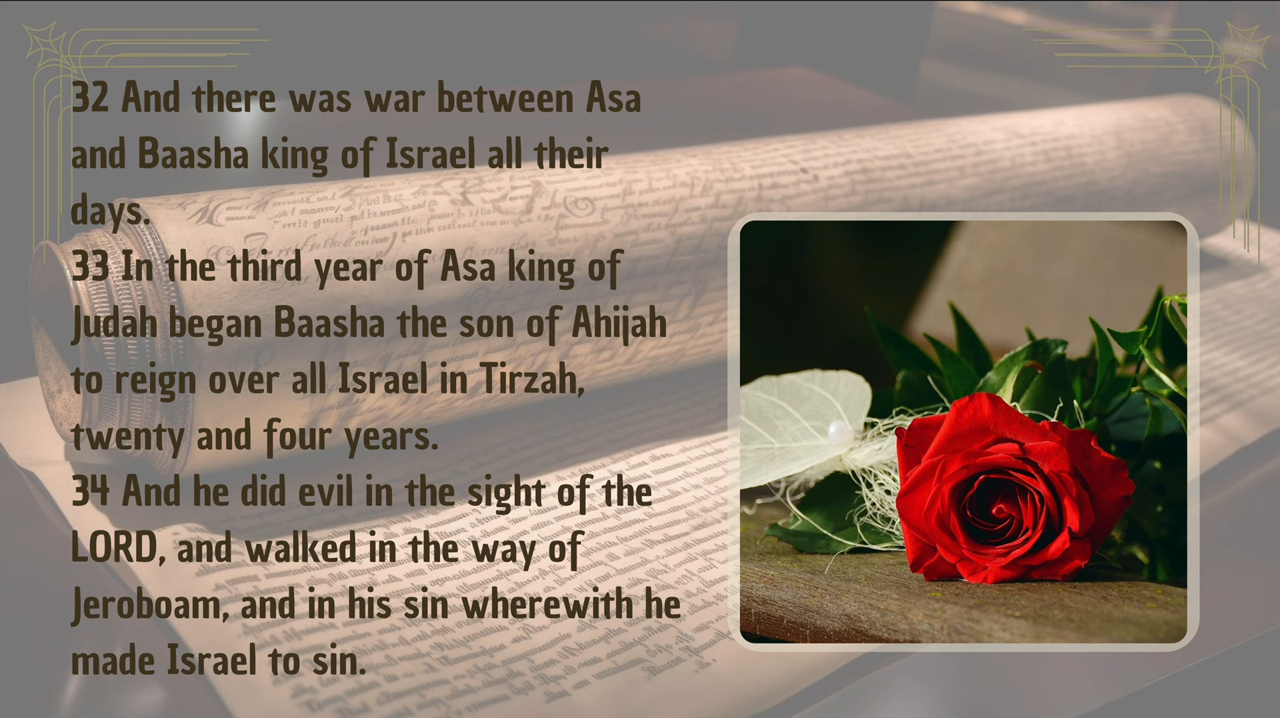 32 And there was war between Asa
and Baasha king of Israel all their
days.
33 In the third year of Asa king of
Judah began Baasha the son of Ahijah
to reign over all Israel in Tirzah,
twenty and four years.
34 And he did evil in the sight of the
LORD, and walked in the way of
Jeroboam, and in his sin wherewith he
made Israel to sin.